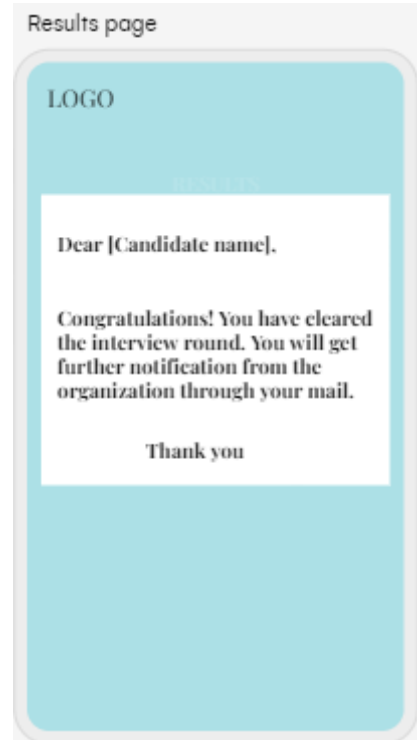 Results page
LOGO
RESULTS
Dear [Candidate name],
Congratulations! You have cleared
the interview round. You will get
further notification from the
organization through your mail.
Thank you